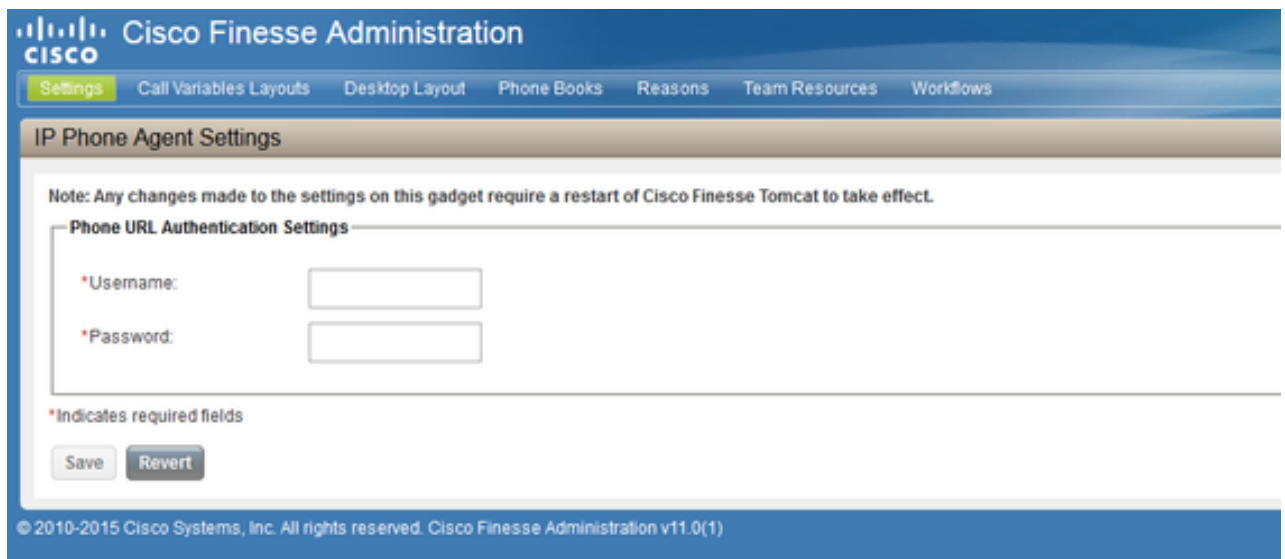 CISCO
Cisco Finesse Administration
Settings Call Variables Layouts Desktop Layout Phone Books Reasons Team Resources Workflows
IP Phone Agent Settings
Note: Any changes made to the settings on this gadget require a restart of Cisco Finesse Tomcat to take effect.
Phone URL Authentication Settings
*Username:
*Password:
*Indicates required fields
Save Revert
© 2010-2015 Cisco Systems, Inc. All rights reserved. Cisco Finesse Administration v11.0(1)